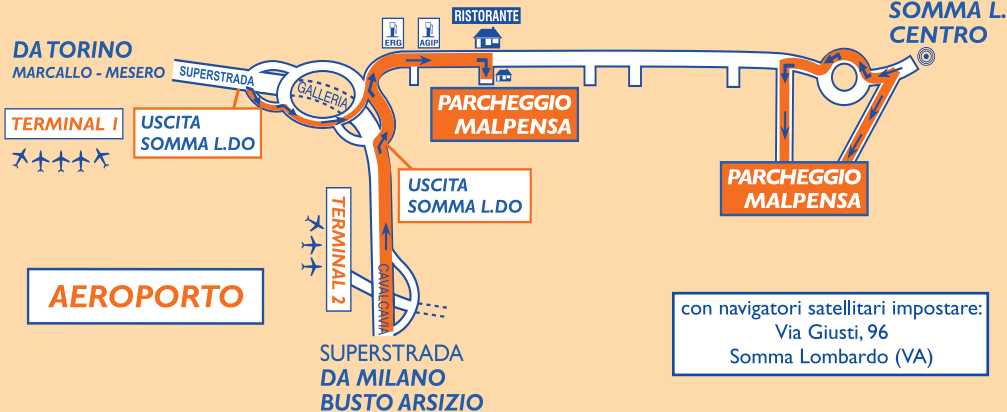 SOMMA L.
CENTRO
RISTORANTE
ERG
AGIP
DA TORINO
MARCALLO - MESERO
SUPERSTRADA
GALLERIA
TERMINAL 1
USCITA
SOMMA L.DO
PARCHEGGIO
MALPENSA
USCITA
SOMMA L.DO
PARCHEGGIO
MALPENSA
TERMINAL 2
CAVALCAVIA
AEROPORTO
con navigatori satellitari impostare:
Via Giusti, 96
Somma Lombardo (VA)
SUPERSTRADA
DA MILANO
BUSTO ARSIZIO